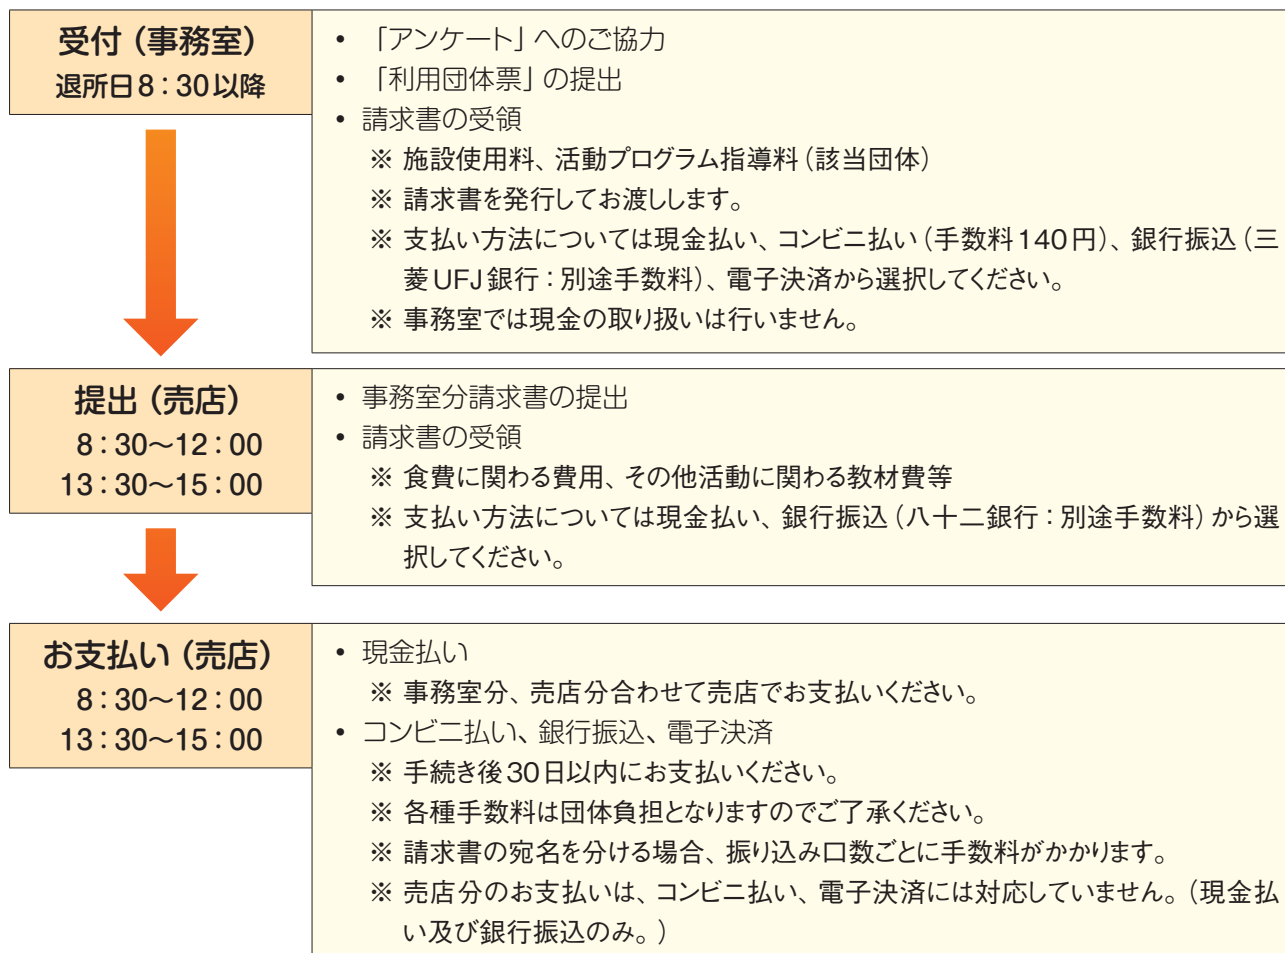 受付（事務室）
退所日8：30以降
• 「アンケート」へのご協力
• 「利用団体票」の提出
• 請求書の受領
※ 施設使用料、活動プログラム指導料（該当団体）
※ 請求書を発行してお渡しします。
※ 支払い方法については現金払い、コンビニ払い（手数料140円）、銀行振込（三
菱UFJ銀行：別途手数料）、電子決済から選択してください。
※ 事務室では現金の取り扱いは行いません。
提出（売店）
8：30～12：00
13：30～15：00
• 事務室分請求書の提出
• 請求書の受領
※ 食費に関わる費用、その他活動に関わる教材費等
※ 支払い方法については現金払い、銀行振込（八十二銀行：別途手数料）から選
択してください。
お支払い（売店）
8：30～12：00
13：30～15：00
• 現金払い
※ 事務室分、売店分合わせて売店でお支払いください。
• コンビニ払い、銀行振込、電子決済
※ 手続き後30日以内にお支払いください。
※ 各種手数料は団体負担となりますのでご了承ください。
※ 請求書の宛名を分ける場合、振り込み口数ごとに手数料がかかります。
※ 売店分のお支払いは、コンビニ払い、電子決済には対応していません。（現金払
い及び銀行振込のみ。）